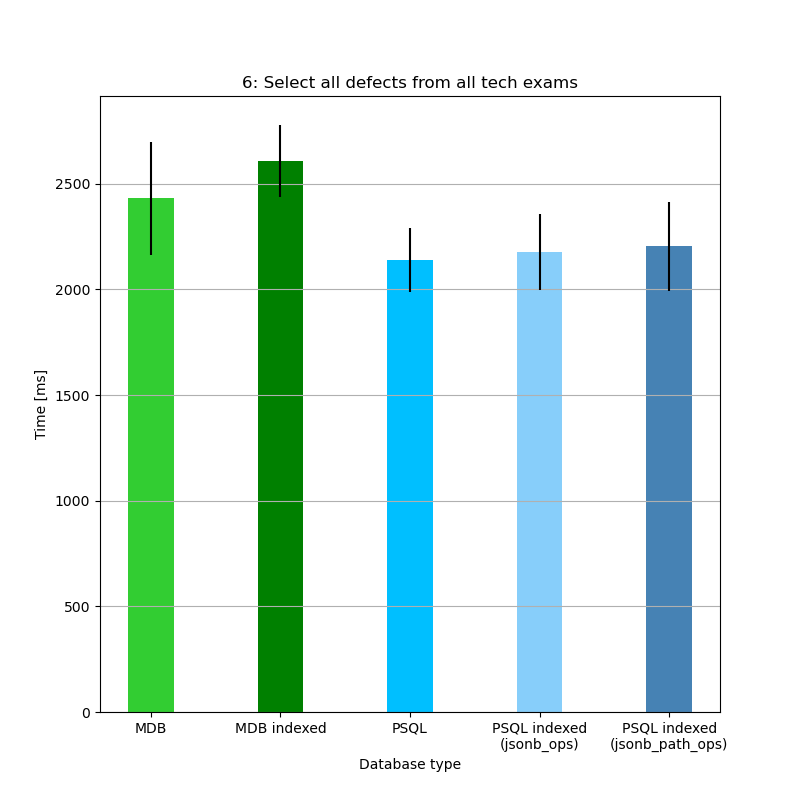 6: Select all defects from all tech exams
Time [ms]
2500
2000
1500
1000
500
0
MDB
MDB indexed
PSQL
PSQL indexed
(jsonb_ops)
PSQL indexed
(jsonb_path_ops)
Database type